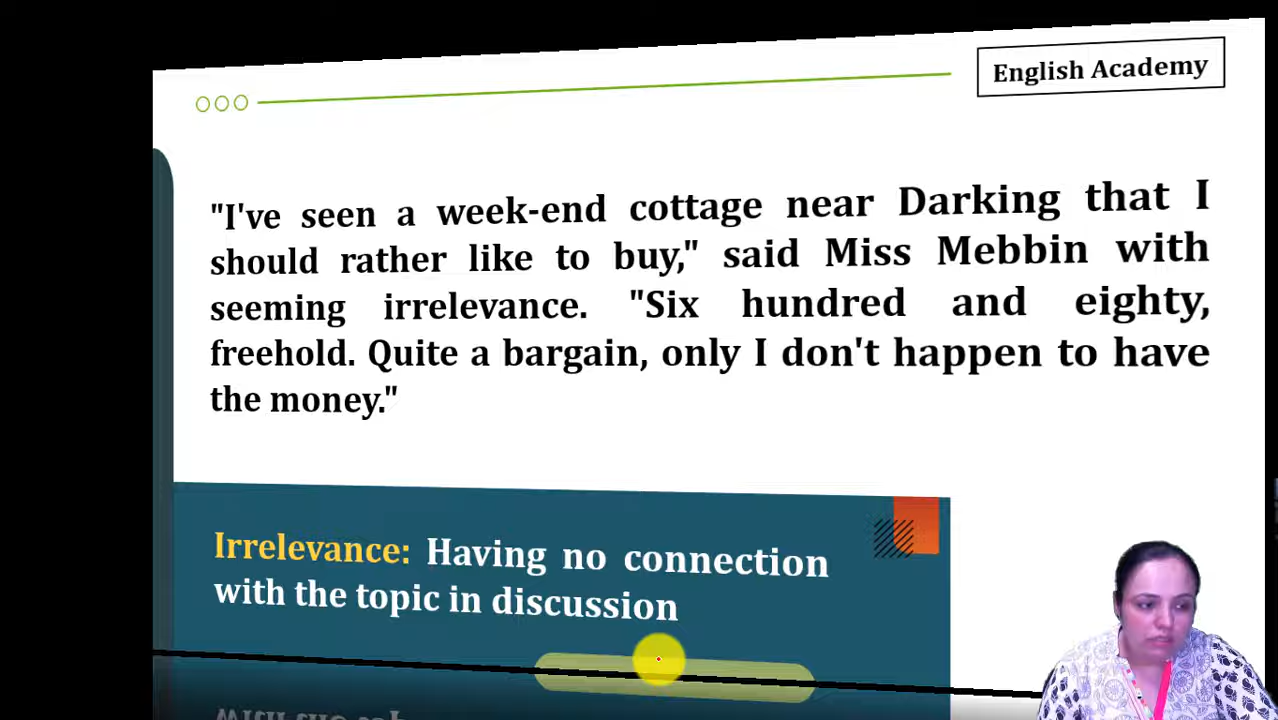 English Academy
"I've seen a week-end cottage near Darking that I
should rather like to buy," said Miss Mebbin with
seeming irrelevance. "Six hundred and eighty,
freehold. Quite a bargain, only I don't happen to have
the money."
Irrelevance: Having no connection
with the topic in discussion